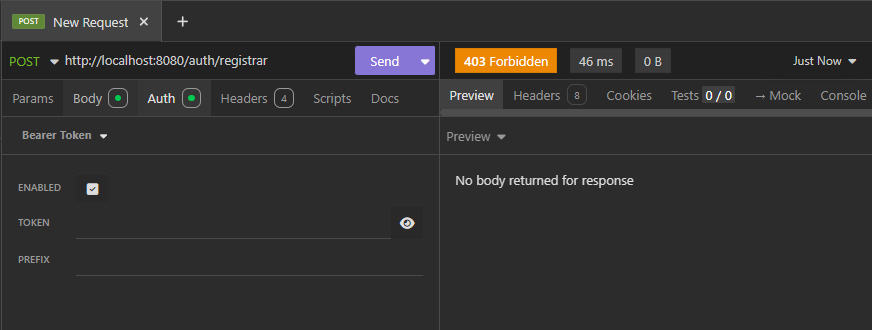 POST New Request
POST http://localhost:8080/auth/registrar Send
403 Forbidden 46 ms 0 B Just Now
Params Body Auth Headers 4 Scripts Docs
Preview Headers 8 Cookies Tests 0 / 0 → Mock Console
Bearer Token
Preview
ENABLED
No body returned for response
TOKEN
PREFIX